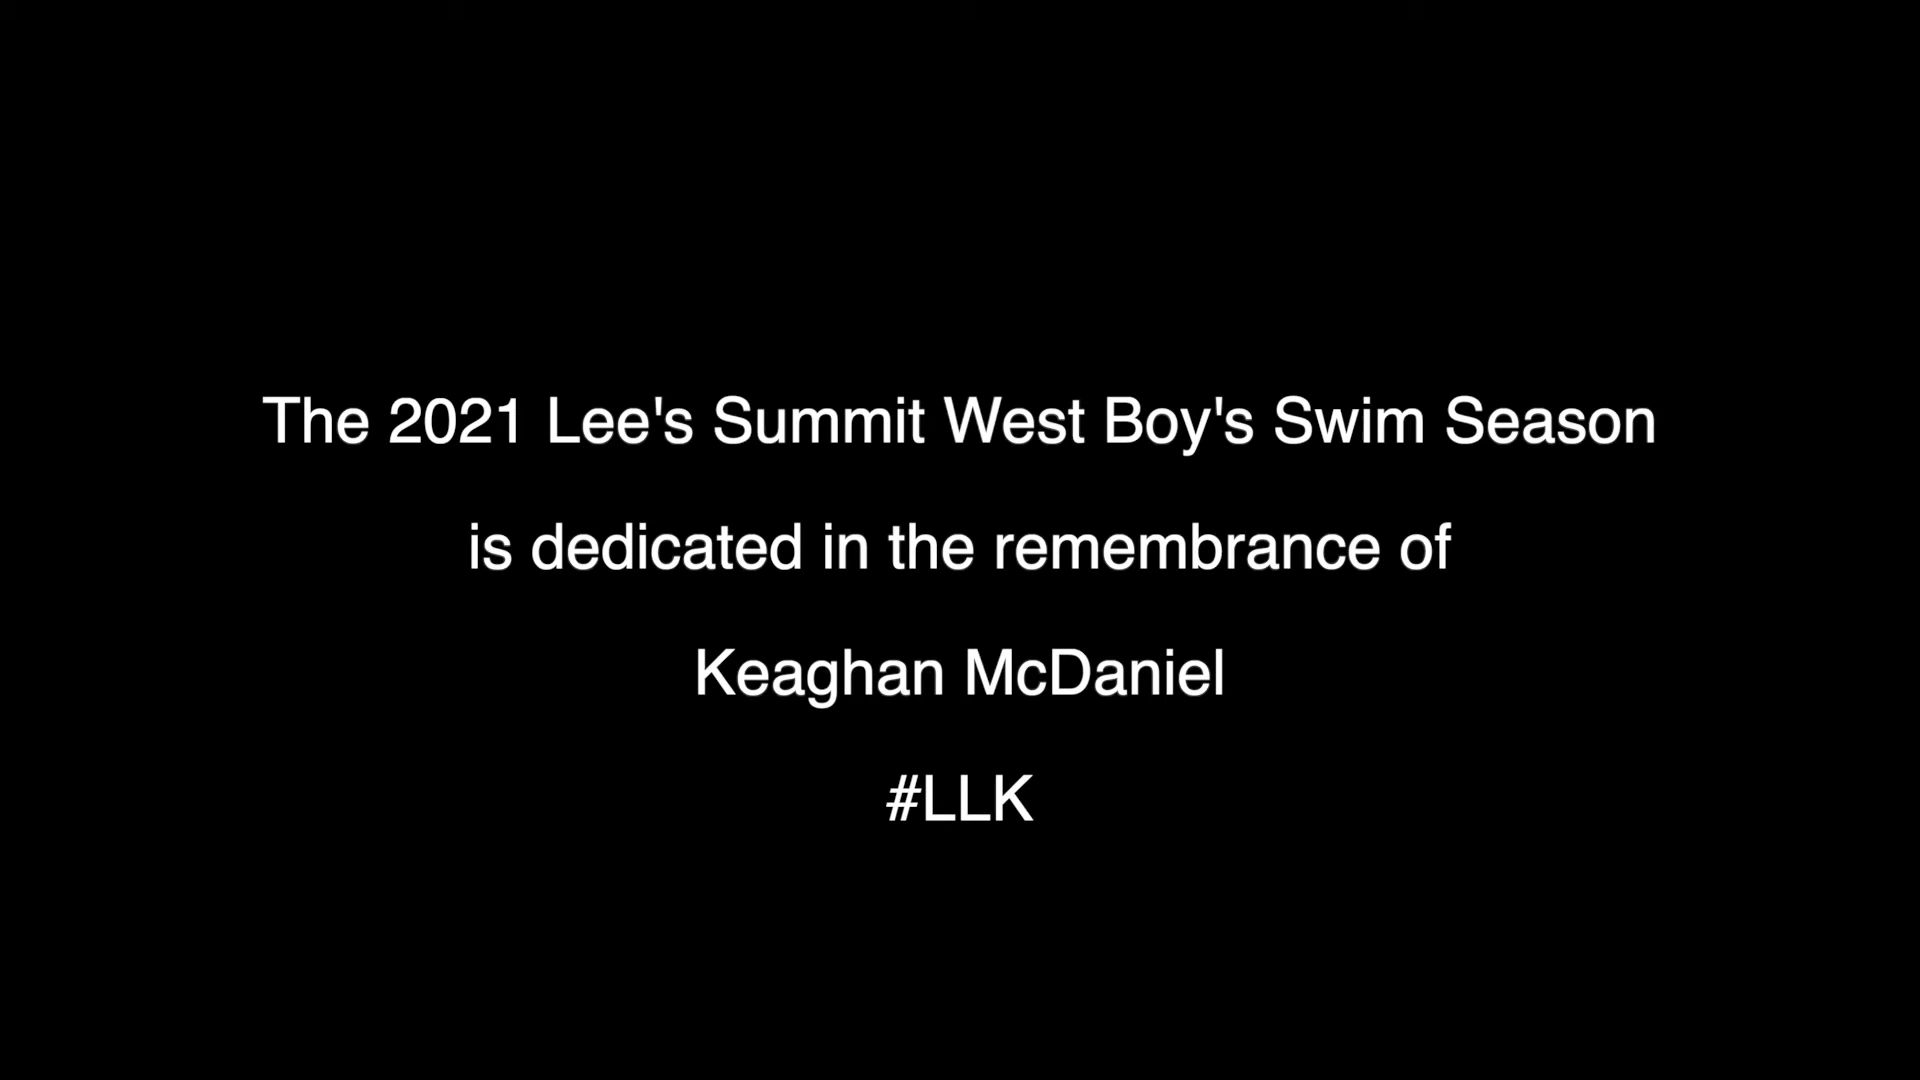 The 2021 Lee's Summit West Boy's Swim Season
is dedicated in the remembrance of
Keaghan McDaniel
#LLK